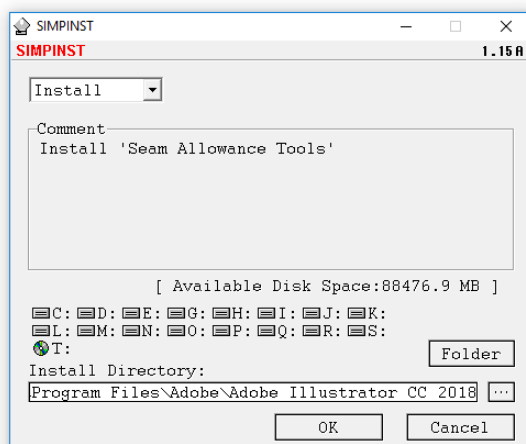 SIMPINST
SIMPINST 1.15A
Install
Comment
Install 'Seam Allowance Tools'
[ Available Disk Space:88476.9 MB ]
C: D: E: G: H: I: J: K:
L: M: N: O: P: Q: R: S:
T:
Folder
Install Directory:
Program Files\Adobe\Adobe Illustrator CC 2018 ...
OK Cancel